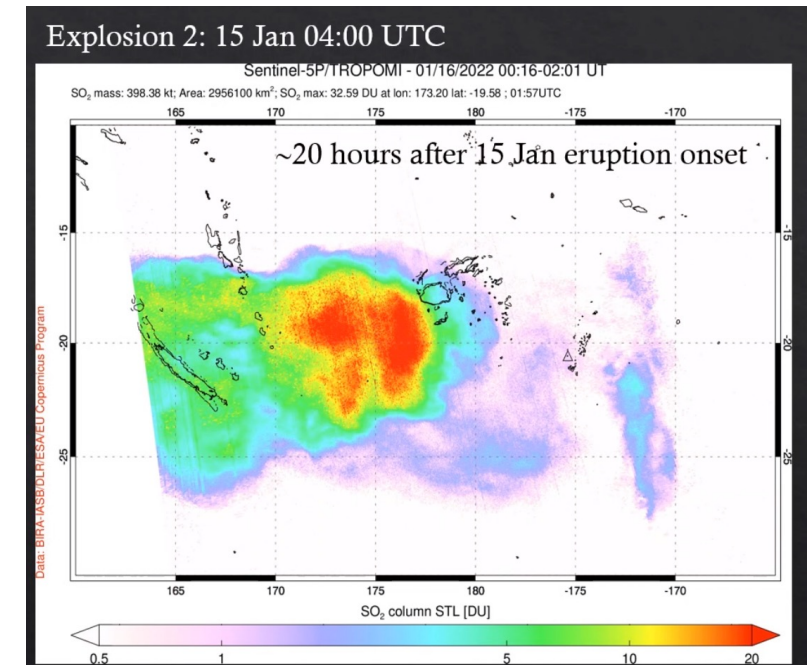 Explosion 2: 15 Jan 04:00 UTC
Sentinel-5P/TROPOMI - 01/16/2022 00:16-02:01 UT
SO₂ mass: 398.38 kt; Area: 2956100 km²; SO₂ max: 32.59 DU at lon: 173.20 lat: -19.58 ; 01:57UTC
165 170 175 180 -175 -170
~20 hours after 15 Jan eruption onset
-15 -15
-20 -20
-25 -25
Data: BIRA-IASB/DLR/ESA/EU Copernicus Program
165 170 175 180 -175 -170
SO₂ column STL [DU]
0.5 1 5 10 20